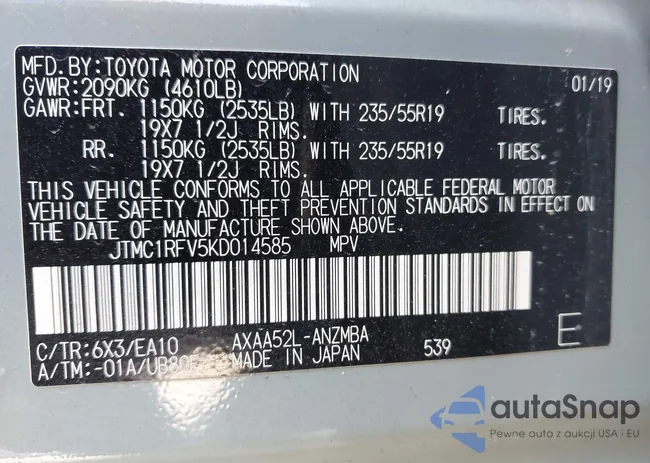 MFD.BY:TOYOTA MOTOR CORPORATION 01/19
GVWR:2090KG (4610LB)
GAWR:FRT. 1150KG (2535LB) WITH 235/55R19 TIRES.
19X7 1/2J RIMS.
RR. 1150KG (2535LB) WITH 235/55R19 TIRES.
19X7 1/2J RIMS.
THIS VEHICLE CONFORMS TO ALL APPLICABLE FEDERAL MOTOR
VEHICLE SAFETY AND THEFT PREVENTION STANDARDS IN EFFECT ON
THE DATE OF MANUFACTURE SHOWN ABOVE.
JTMC1RFV5KD014585 MPV
C/TR:6X3/EA10 AXAA52L-ANZMBA E
A/TM:-01A/ MADE IN JAPAN 539
autaSnap
Pewne auta z aukcji USA i EU